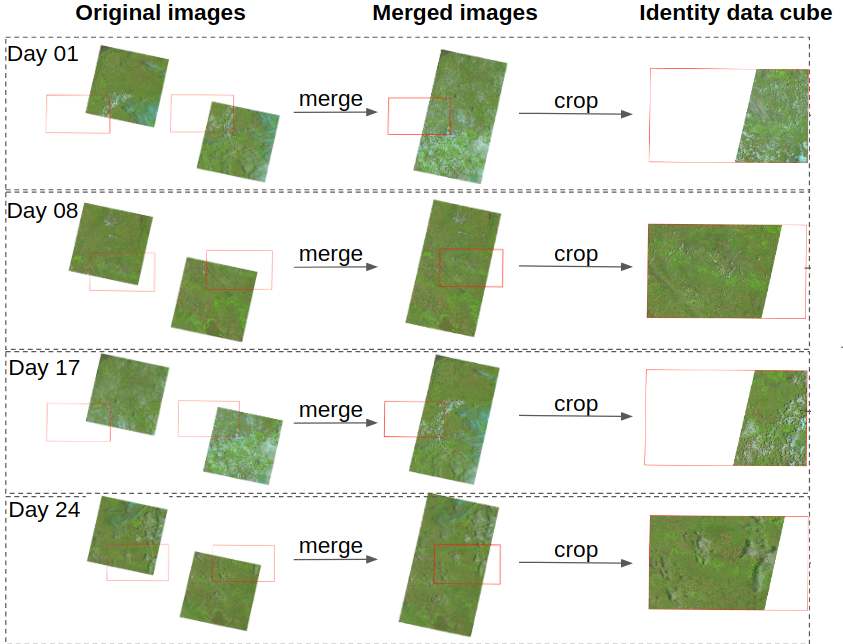 Original images
Merged images
Identity data cube
Day 01
merge
crop
Day 08
merge
crop
Day 17
merge
crop
Day 24
merge
crop